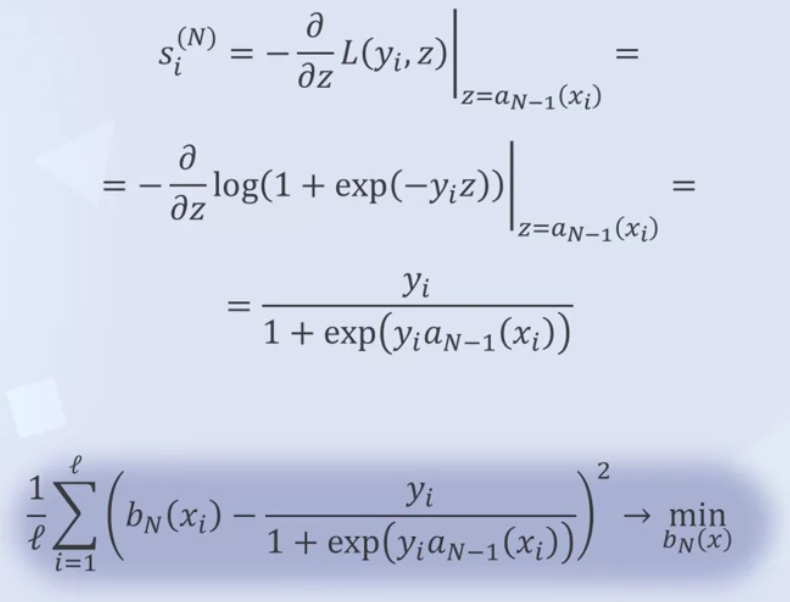 s_i^{(N)} = -\frac{\partial}{\partial z} L(y_i, z) \Big|_{z=a_{N-1}(x_i)} =
= -\frac{\partial}{\partial z} \log(1 + \exp(-y_i z)) \Big|_{z=a_{N-1}(x_i)} =
= \frac{y_i}{1 + \exp(y_i a_{N-1}(x_i))}
\frac{1}{\ell} \sum_{i=1}^{\ell} \left( b_N(x_i) - \frac{y_i}{1 + \exp(y_i a_{N-1}(x_i))} \right)^2 \to \min_{b_N(x)}